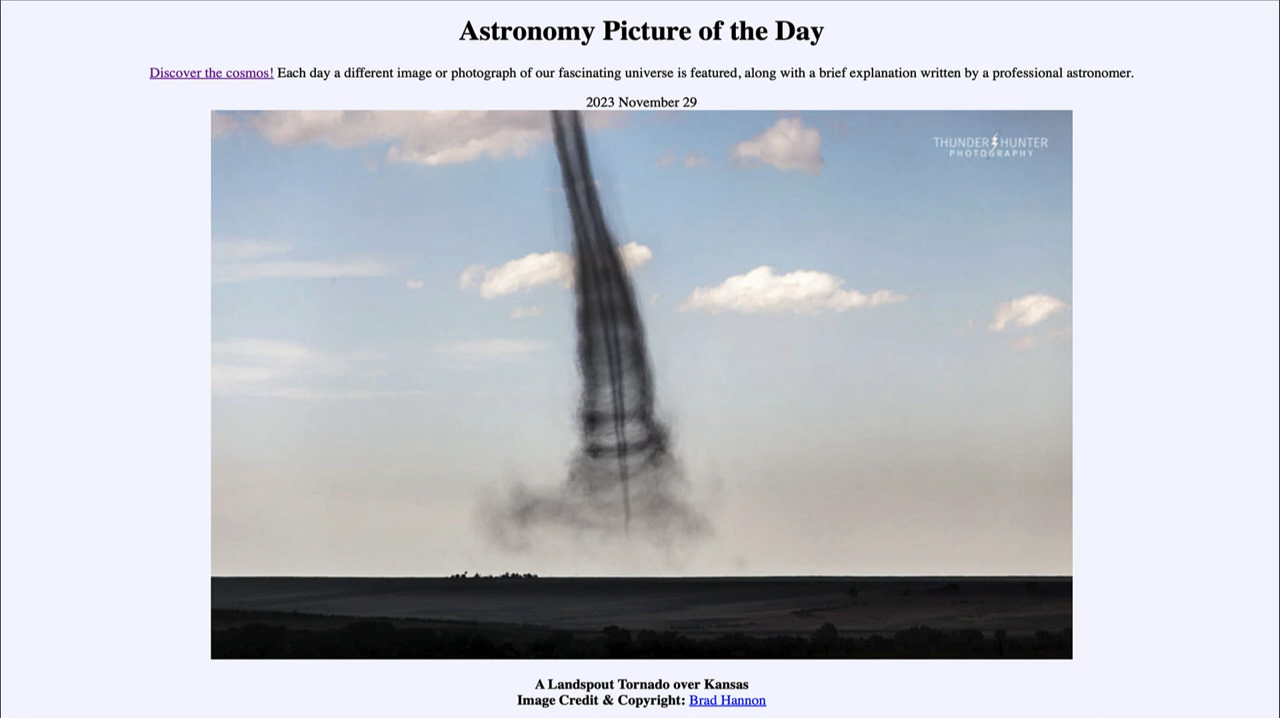 Astronomy Picture of the Day
Discover the cosmos! Each day a different image or photograph of our fascinating universe is featured, along with a brief explanation written by a professional astronomer.
2023 November 29
THUNDER HUNTER
PHOTOGRAPHY
A Landspout Tornado over Kansas
Image Credit & Copyright: Brad Hannon